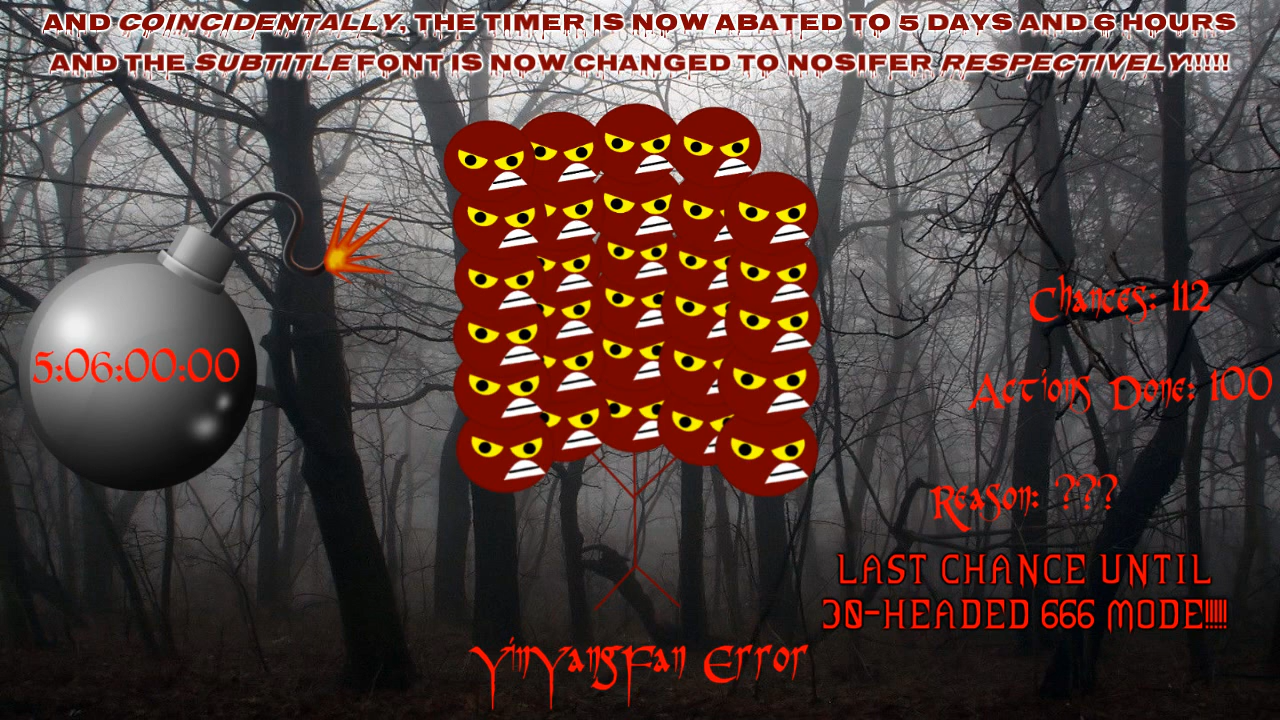 AND COINCIDENTALLY, THE TIMER IS NOW ABATED TO 5 DAYS AND 6 HOURS
AND THE SUBTITLE FONT IS NOW CHANGED TO NOSIFER RESPECTIVELY!!!!!
5:06:00:00
Chances: 112
Actions Done: 100
Reason: ???
LAST CHANCE UNTIL
30-HEADED 666 MODE!!!!!
YinYangFan Error